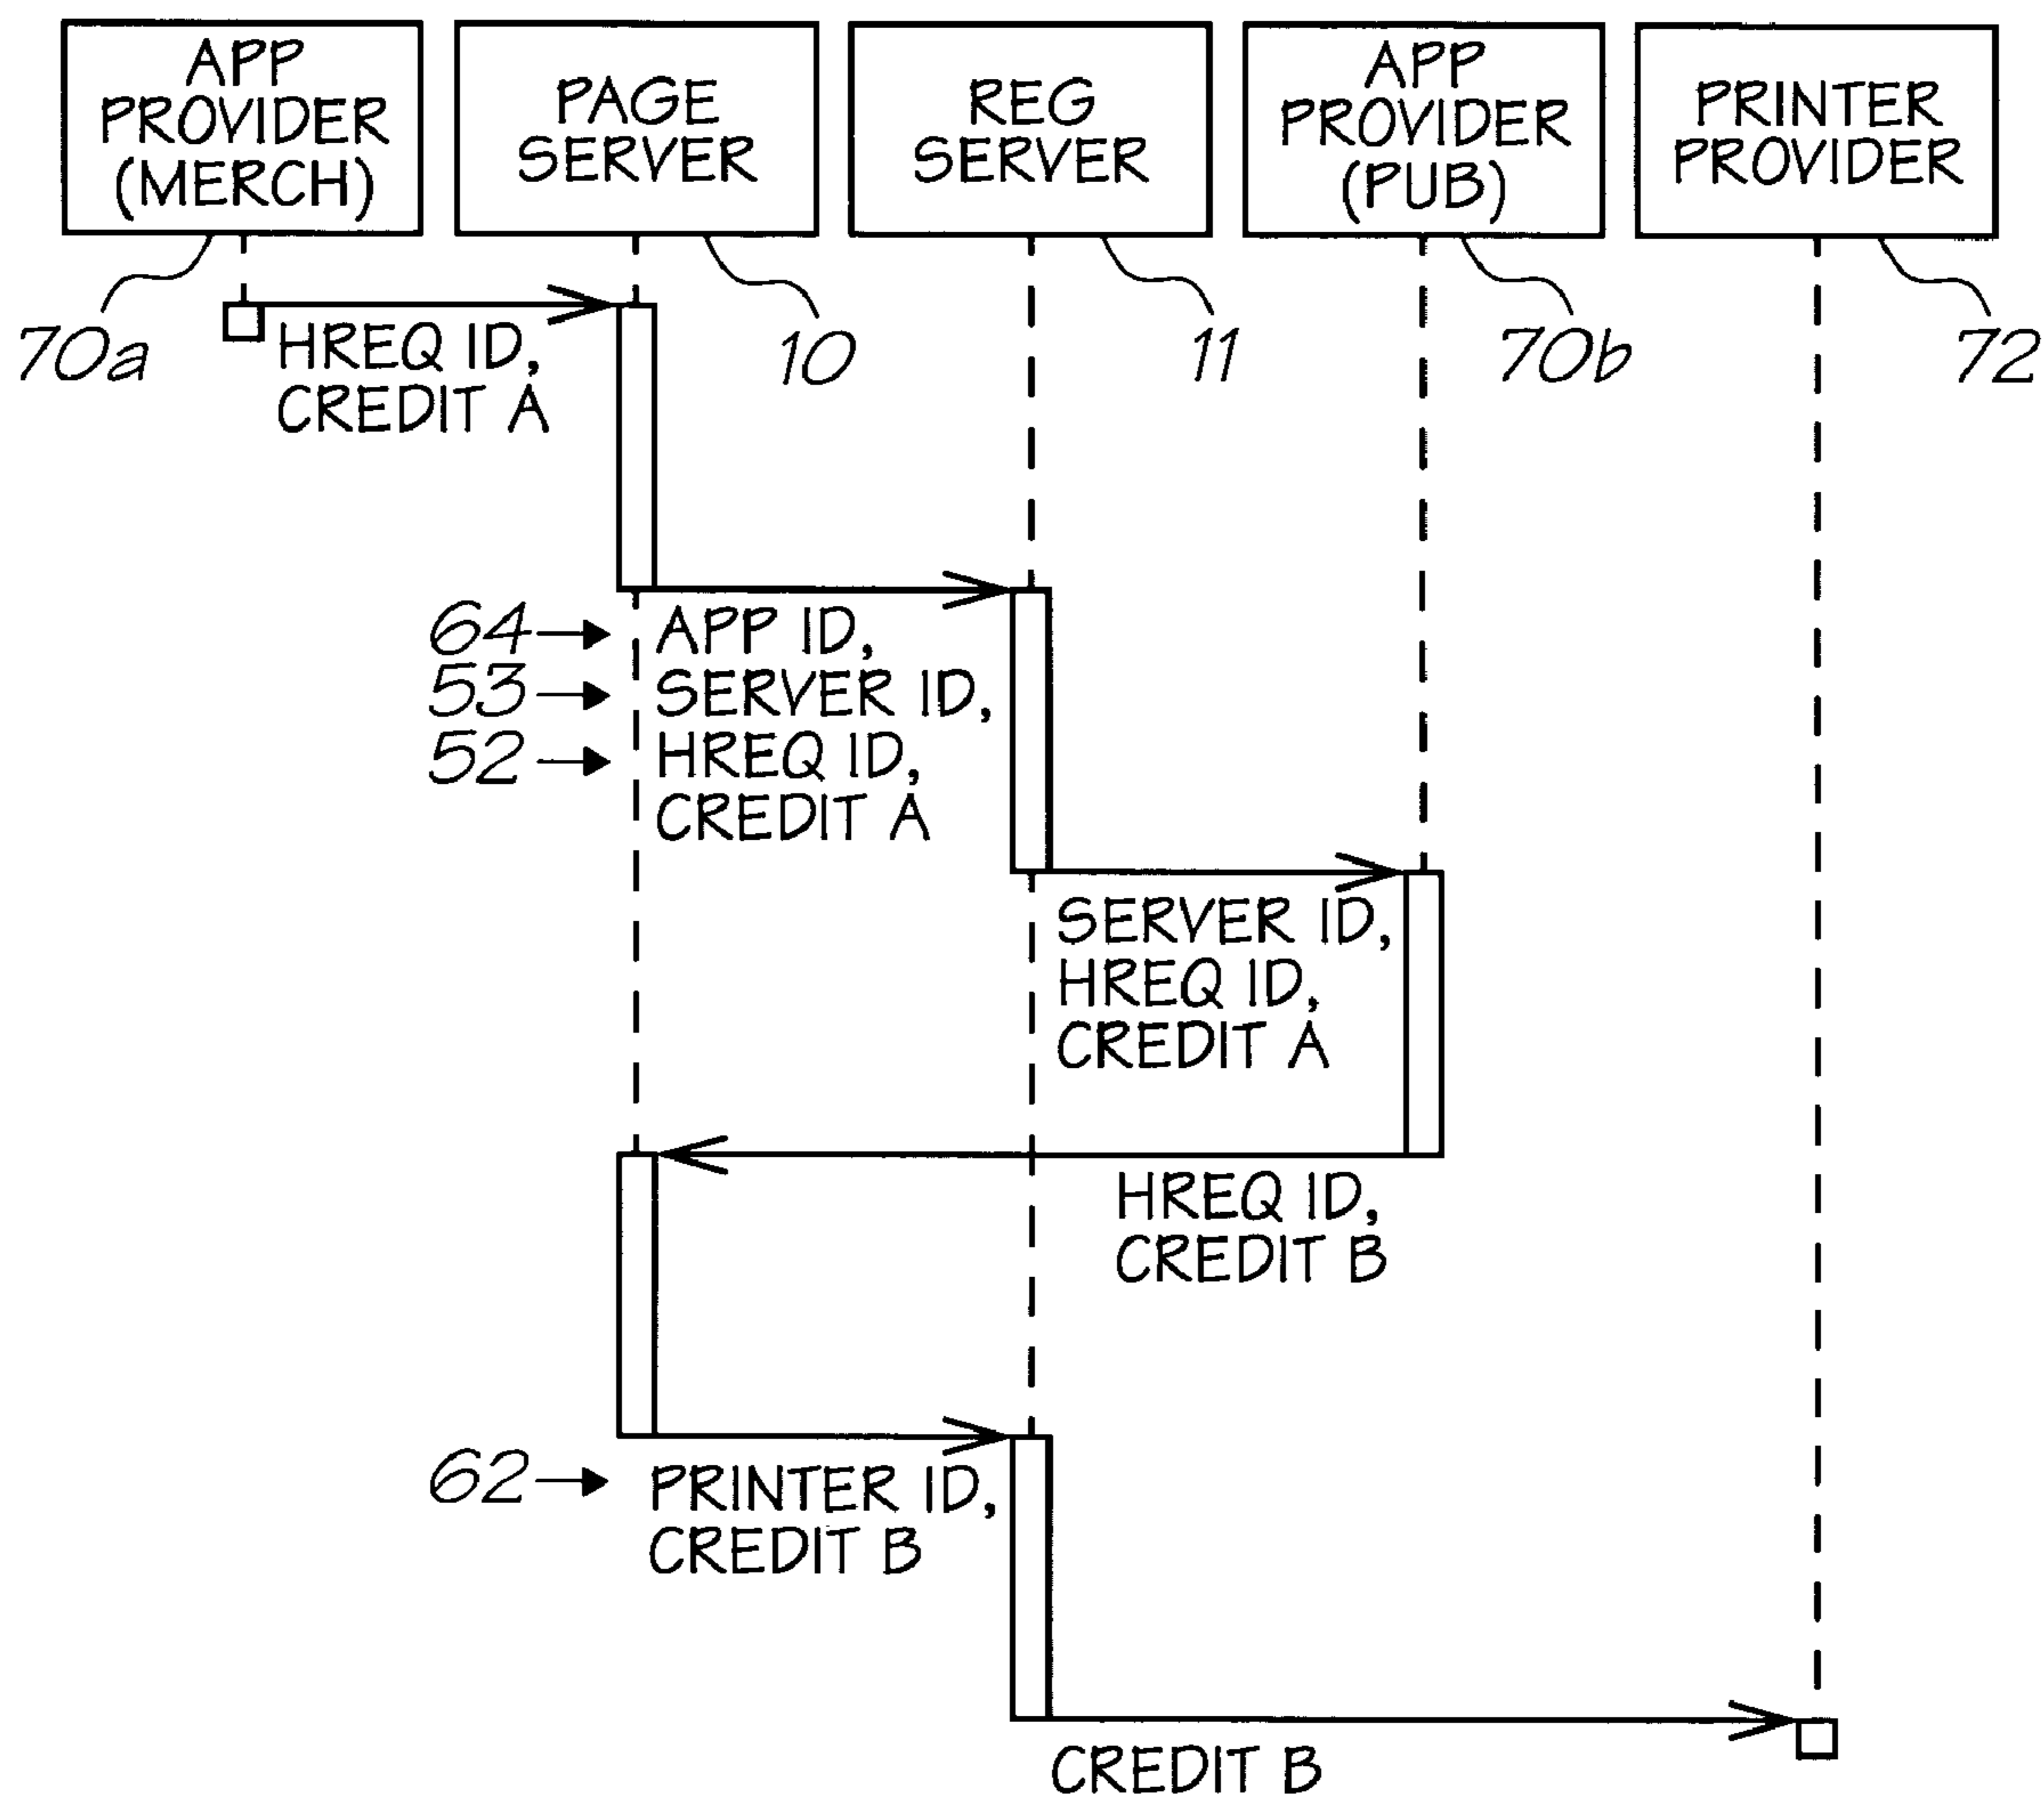 APP
PROVIDER
(MERCH)
PAGE
SERVER
REG
SERVER
APP
PROVIDER
(PUB)
PRINTER
PROVIDER
70a
10
11
70b
72
HREQ ID,
CREDIT A
64
APP ID,
53
SERVER ID,
52
HREQ ID,
CREDIT A
SERVER ID,
HREQ ID,
CREDIT A
HREQ ID,
CREDIT B
62
PRINTER ID,
CREDIT B
CREDIT B